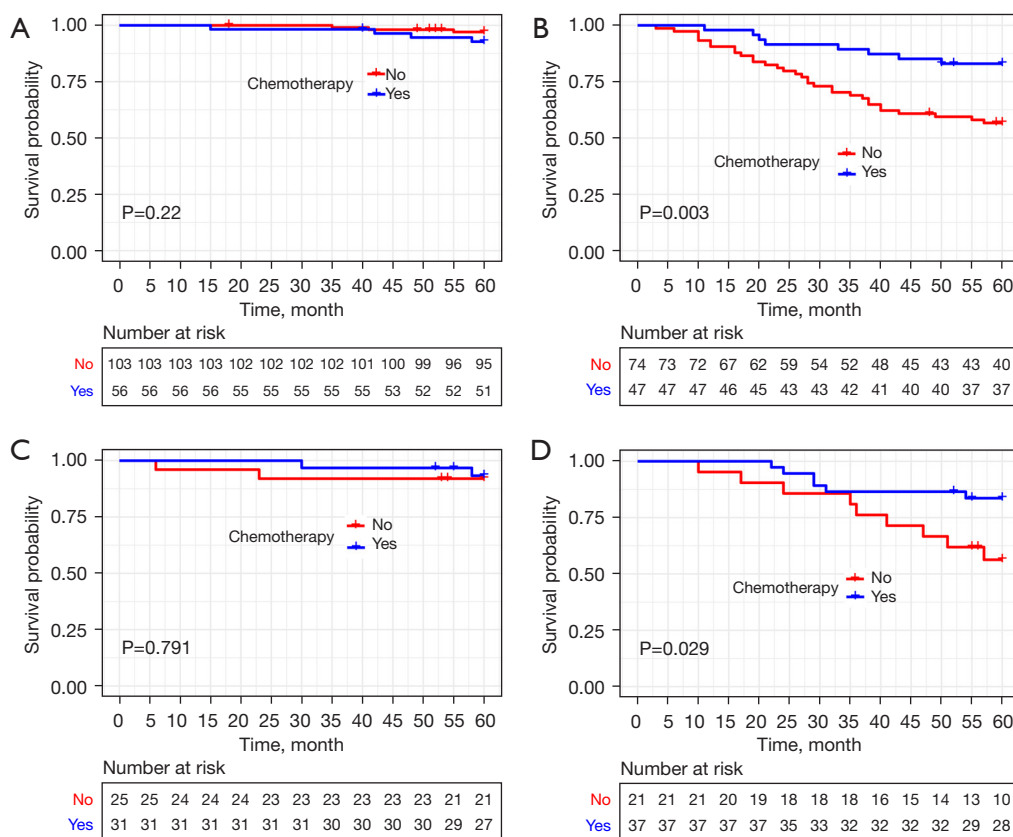 A
Survival probability
1.00
0.75
0.50
0.25
0.00
Chemotherapy
No
Yes
P=0.22
0 5 10 15 20 25 30 35 40 45 50 55 60
Time, month
Number at risk
No 103 103 103 103 102 102 102 102 101 100 99 96 95
Yes 56 56 56 56 55 55 55 55 55 53 52 52 51
B
Survival probability
1.00
0.75
0.50
0.25
0.00
Chemotherapy
No
Yes
P=0.003
0 5 10 15 20 25 30 35 40 45 50 55 60
Time, month
Number at risk
No 74 73 72 67 62 59 54 52 48 45 43 43 40
Yes 47 47 47 46 45 43 43 42 41 40 40 37 37
C
Survival probability
1.00
0.75
0.50
0.25
0.00
Chemotherapy
No
Yes
P=0.791
0 5 10 15 20 25 30 35 40 45 50 55 60
Time, month
Number at risk
No 25 25 24 24 24 23 23 23 23 23 23 21 21
Yes 31 31 31 31 31 31 31 30 30 30 30 29 27
D
Survival probability
1.00
0.75
0.50
0.25
0.00
Chemotherapy
No
Yes
P=0.029
0 5 10 15 20 25 30 35 40 45 50 55 60
Time, month
Number at risk
No 21 21 21 20 19 18 18 18 16 15 14 13 10
Yes 37 37 37 37 37 35 33 32 32 32 32 29 28